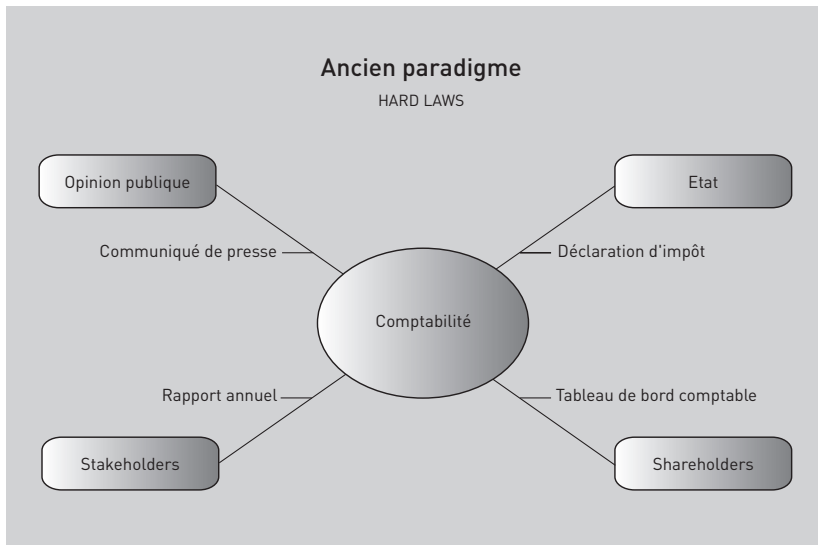 Ancien paradigme
HARD LAWS
Opinion publique
Etat
Communiqué de presse
Déclaration d'impôt
Comptabilité
Rapport annuel
Tableau de bord comptable
Stakeholders
Shareholders